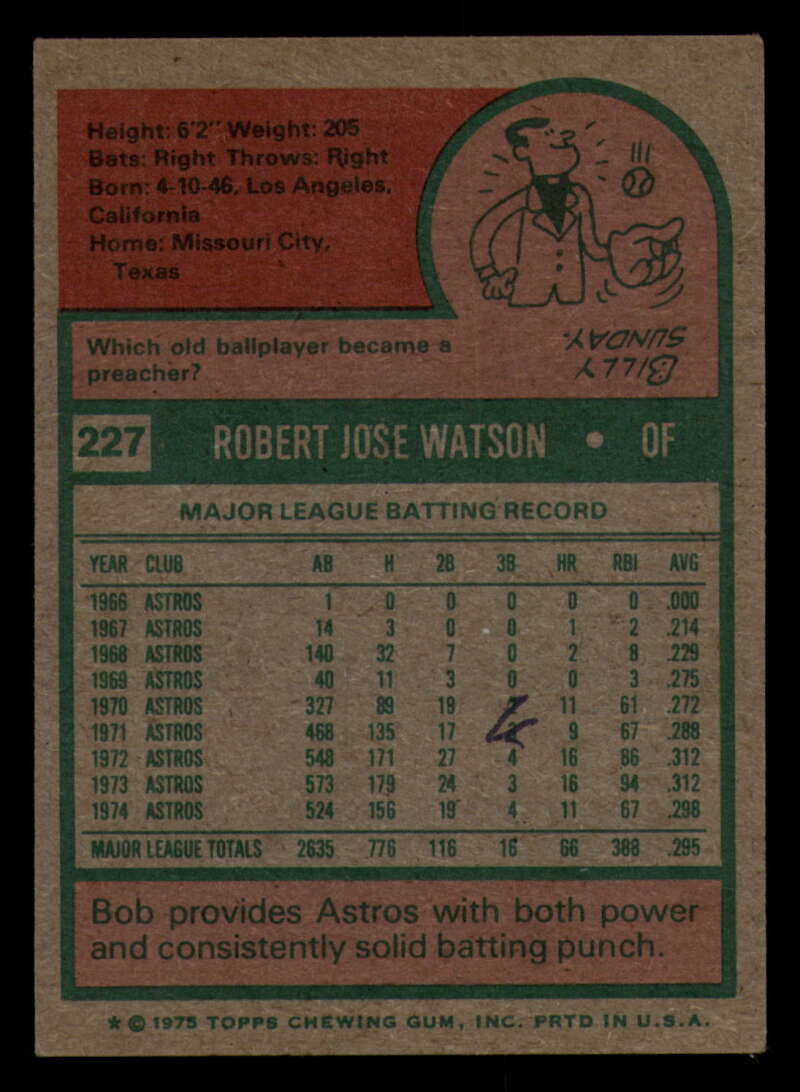 Height: 6'2" Weight: 205
Bats: Right Throws: Right
Born: 4-10-46, Los Angeles,
California
Home: Missouri City,
Texas
Which old ballplayer became a
preacher?
BILLY
SUNDAY.
227 ROBERT JOSE WATSON • OF
MAJOR LEAGUE BATTING RECORD
YEAR CLUB AB H 2B 3B HR RBI AVG
1966 ASTROS 1 0 0 0 0 0 .000
1967 ASTROS 14 3 0 0 1 2 .214
1968 ASTROS 140 32 7 0 2 8 .229
1969 ASTROS 40 11 3 0 0 3 .275
1970 ASTROS 327 89 19 11 61 .272
1971 ASTROS 468 135 17 9 67 .288
1972 ASTROS 548 171 27 4 16 86 .312
1973 ASTROS 573 179 24 3 16 94 .312
1974 ASTROS 524 156 19 4 11 67 .298
MAJOR LEAGUE TOTALS 2635 776 116 16 66 388 .295
Bob provides Astros with both power
and consistently solid batting punch.
* © 1975 TOPPS CHEWING GUM, INC. PRTD IN U.S.A.